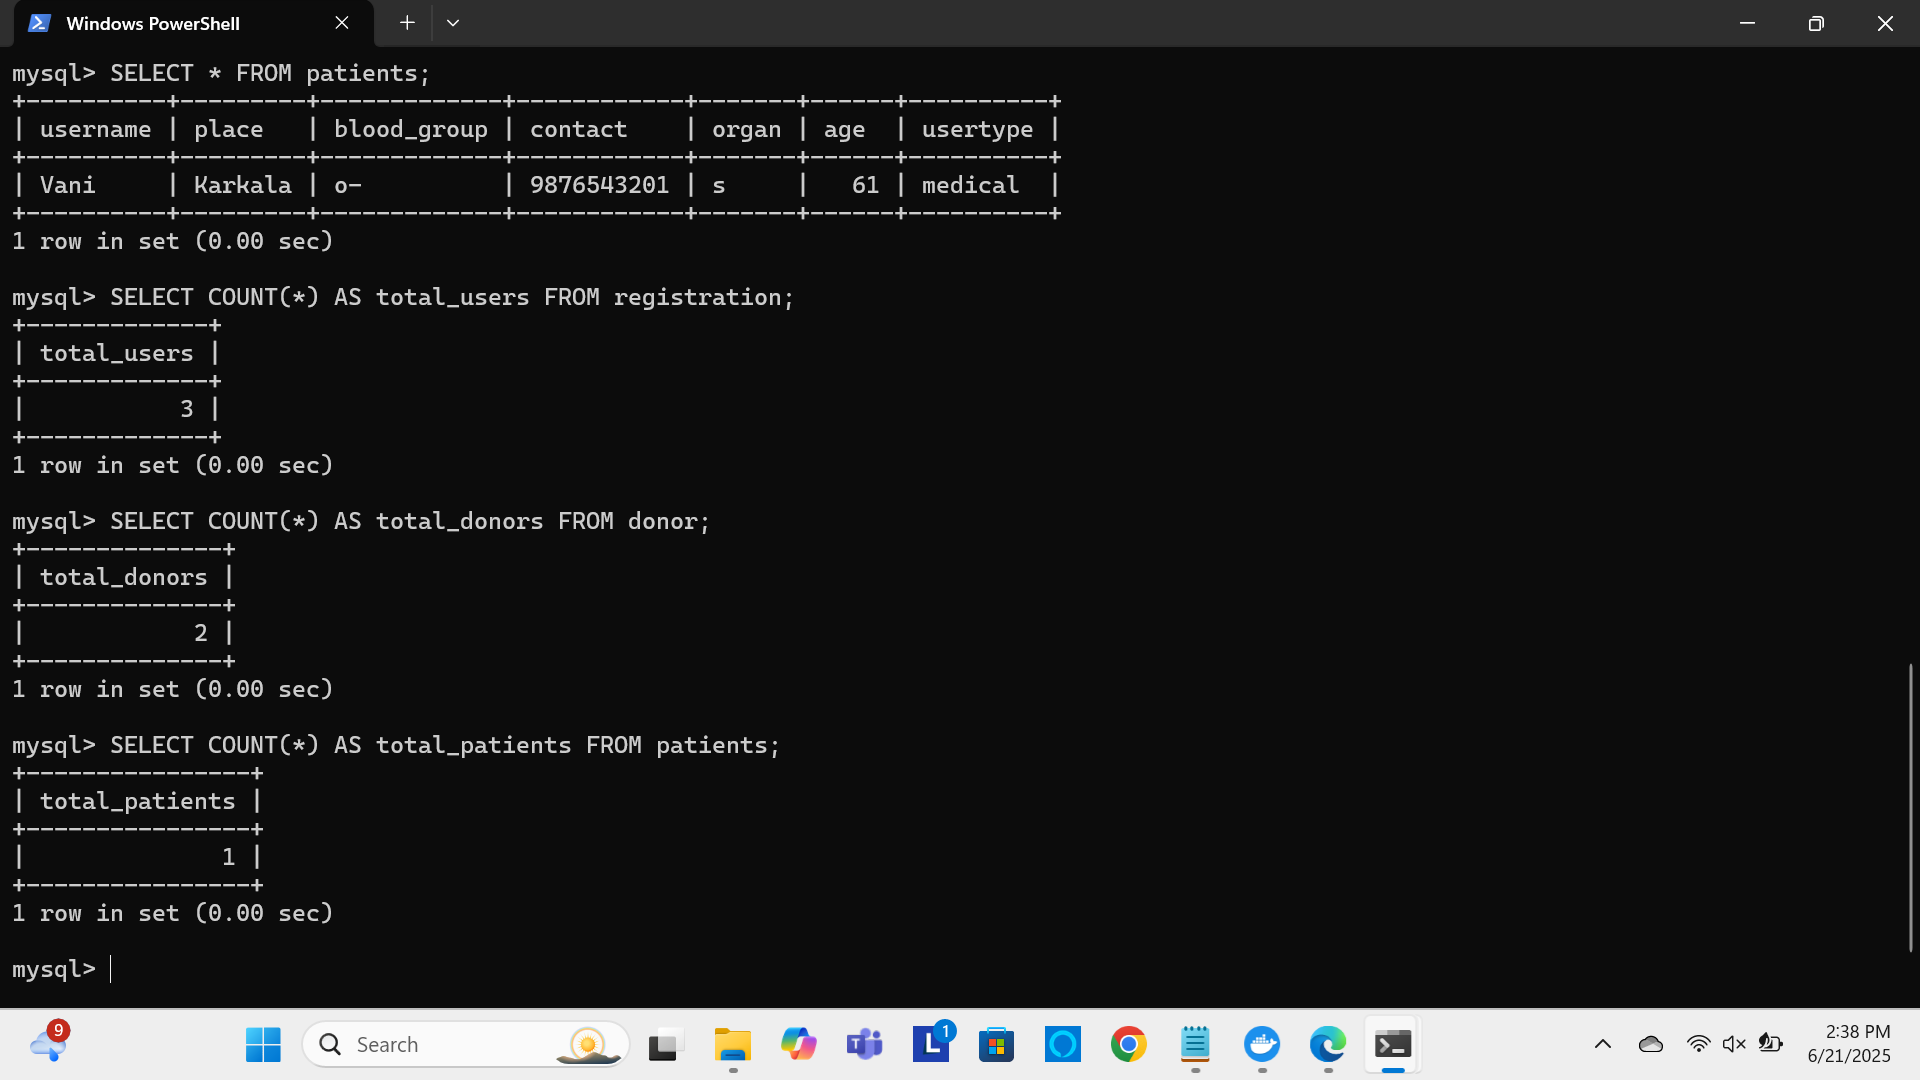 Windows PowerShell
mysql> SELECT * FROM patients;
+----------+---------+-------------+------------+-------+------+----------+
| username | place   | blood_group | contact    | organ | age  | usertype |
+----------+---------+-------------+------------+-------+------+----------+
| Vani     | Karkala | o-          | 9876543201 | s     |   61 | medical  |
+----------+---------+-------------+------------+-------+------+----------+
1 row in set (0.00 sec)
mysql> SELECT COUNT(*) AS total_users FROM registration;
+-------------+
| total_users |
+-------------+
|           3 |
+-------------+
1 row in set (0.00 sec)
mysql> SELECT COUNT(*) AS total_donors FROM donor;
+--------------+
| total_donors |
+--------------+
|            2 |
+--------------+
1 row in set (0.00 sec)
mysql> SELECT COUNT(*) AS total_patients FROM patients;
+----------------+
| total_patients |
+----------------+
|              1 |
+----------------+
1 row in set (0.00 sec)
mysql>
9
Search
T
L
1
2:38 PM
6/21/2025